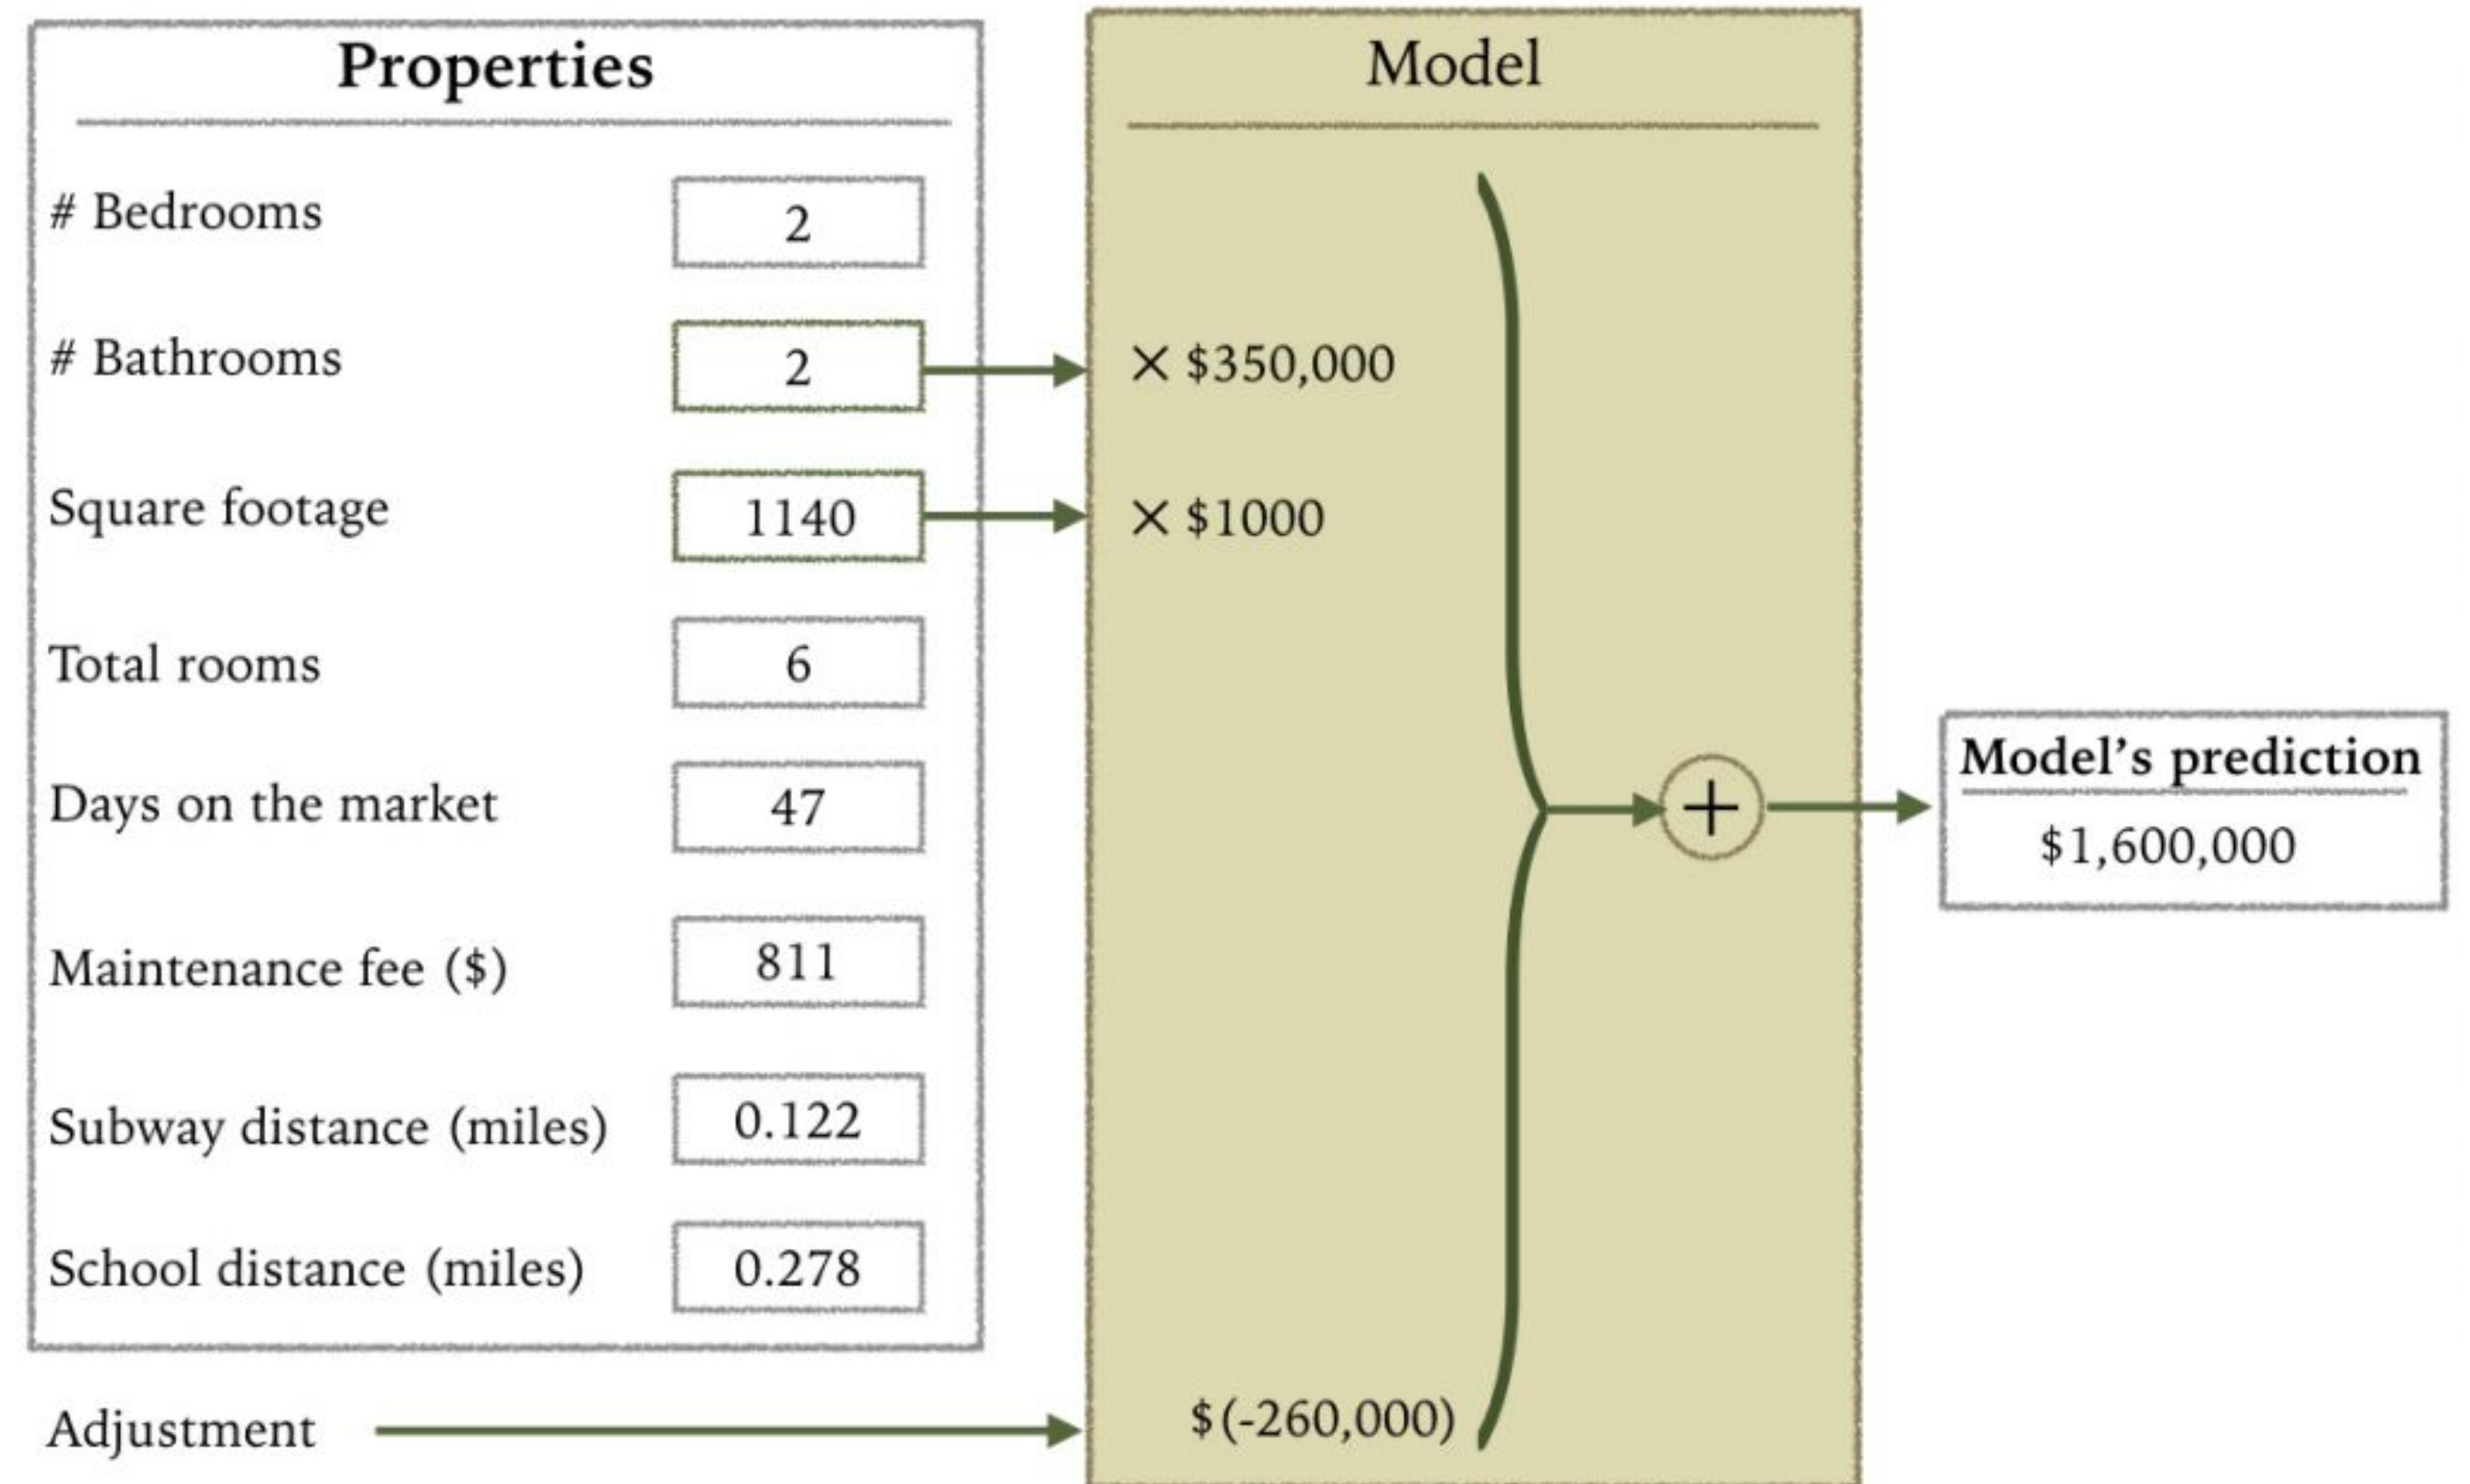 Properties
# Bedrooms 2
# Bathrooms 2
Square footage 1140
Total rooms 6
Days on the market 47
Maintenance fee ($) 811
Subway distance (miles) 0.122
School distance (miles) 0.278
Adjustment
Model
× $350,000
× $1000
$(-260,000)
+
Model’s prediction
$1,600,000